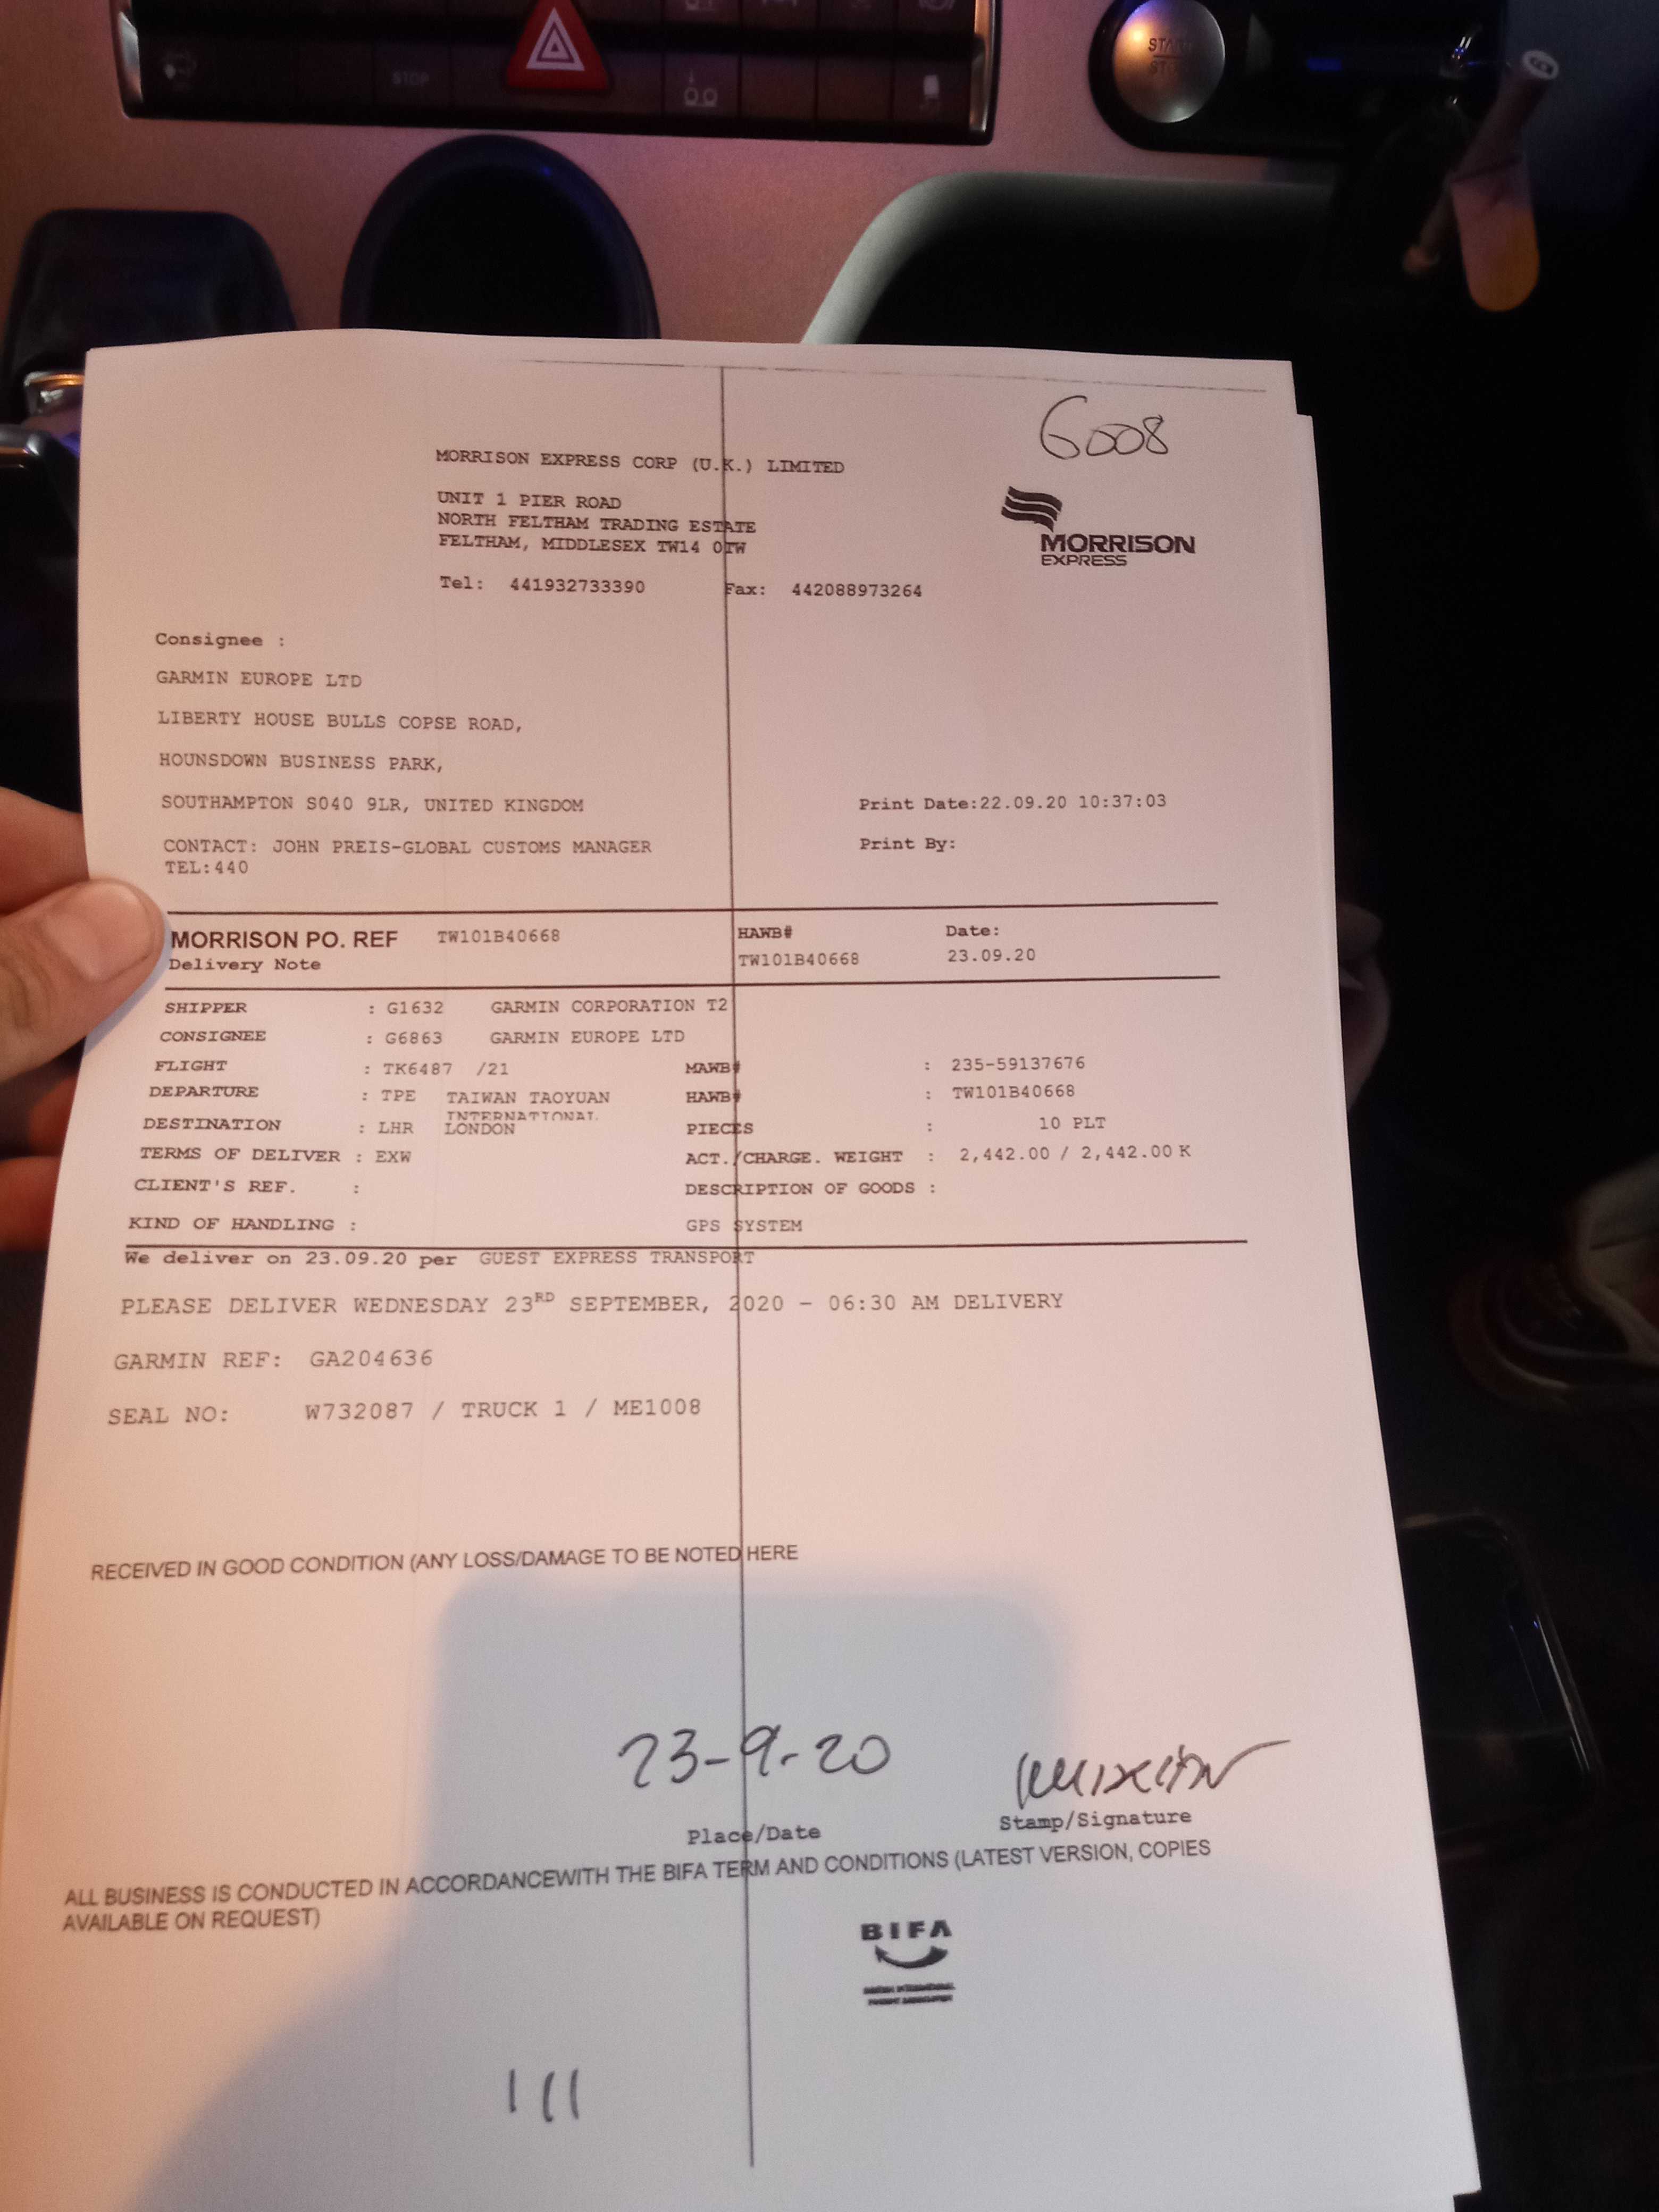 START
STOP
STOP
6008
MORRISON EXPRESS CORP (U.K.) LIMITED
UNIT 1 PIER ROAD
NORTH FELTHAM TRADING ESTATE
FELTHAM, MIDDLESEX TW14 0TW
MORRISON
EXPRESS
Tel: 441932733390 Fax: 442088973264
Consignee :
GARMIN EUROPE LTD
LIBERTY HOUSE BULLS COPSE ROAD,
HOUNSDOWN BUSINESS PARK,
SOUTHAMPTON SO40 9LR, UNITED KINGDOM Print Date:22.09.20 10:37:03
CONTACT: JOHN PREIS-GLOBAL CUSTOMS MANAGER Print By:
TEL:440
MORRISON PO. REF TW101B40668 HAWB# Date:
Delivery Note TW101B40668 23.09.20
SHIPPER : G1632 GARMIN CORPORATION T2
CONSIGNEE : G6863 GARMIN EUROPE LTD
FLIGHT : TK6487 /21 MAWB# : 235-59137676
DEPARTURE : TPE TAIWAN TAOYUAN HAWB# : TW101B40668
INTERNATIONAL
DESTINATION : LHR LONDON PIECES : 10 PLT
TERMS OF DELIVER : EXW ACT./CHARGE. WEIGHT : 2,442.00 / 2,442.00 K
CLIENT'S REF. : DESCRIPTION OF GOODS :
KIND OF HANDLING : GPS SYSTEM
We deliver on 23.09.20 per GUEST EXPRESS TRANSPORT
PLEASE DELIVER WEDNESDAY 23RD SEPTEMBER, 2020 – 06:30 AM DELIVERY
GARMIN REF: GA204636
SEAL NO: W732087 / TRUCK 1 / ME1008
RECEIVED IN GOOD CONDITION (ANY LOSS/DAMAGE TO BE NOTED HERE
23-9-20
Place/Date Stamp/Signature
ALL BUSINESS IS CONDUCTED IN ACCORDANCEWITH THE BIFA TERM AND CONDITIONS (LATEST VERSION, COPIES
AVAILABLE ON REQUEST)
BIFA